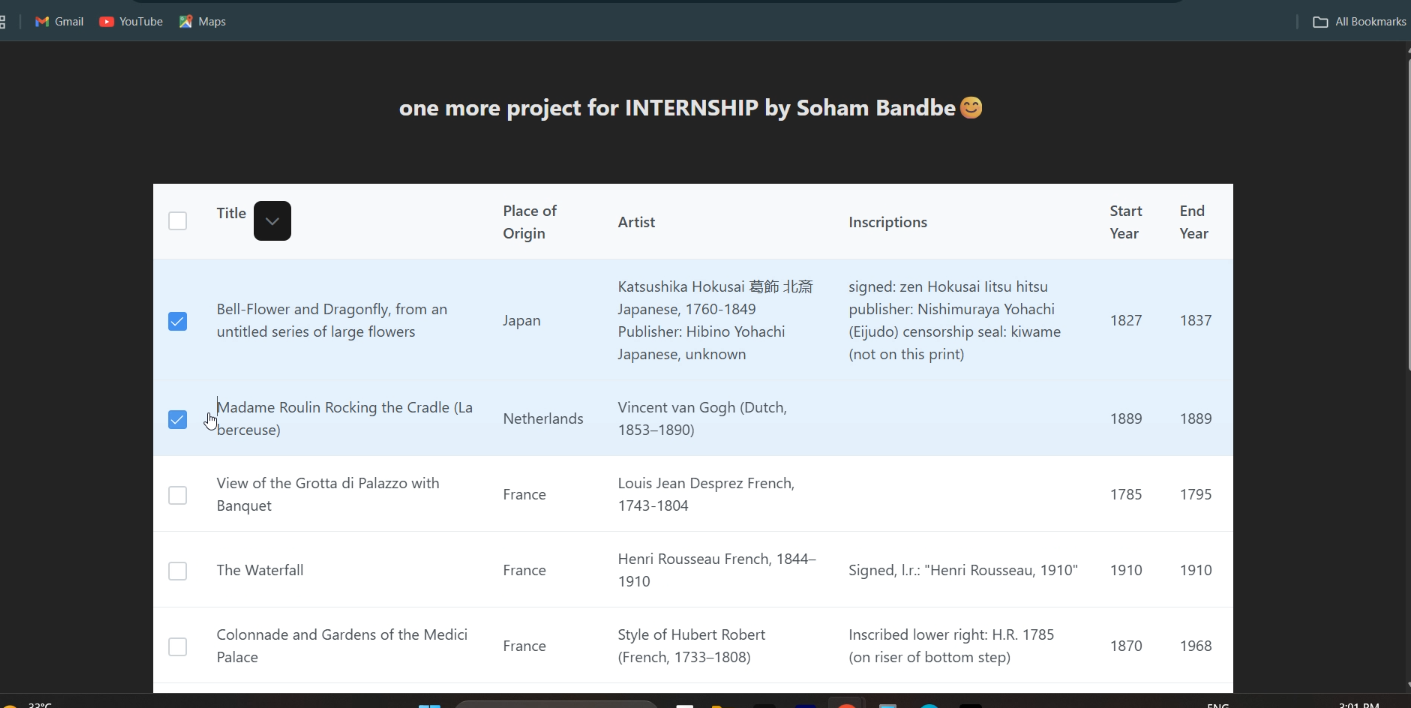 Gmail YouTube Maps All Bookmarks
one more project for INTERNSHIP by Soham Bandbe😊
Title
Place of
Origin
Artist
Inscriptions
Start
Year
End
Year
Bell-Flower and Dragonfly, from an
untitled series of large flowers
Japan
Katsushika Hokusai 葛飾 北斎
Japanese, 1760-1849
Publisher: Hibino Yohachi
Japanese, unknown
signed: zen Hokusai Iitsu hitsu
publisher: Nishimuraya Yohachi
(Eijudo) censorship seal: kiwame
(not on this print)
1827
1837
Madame Roulin Rocking the Cradle (La
berceuse)
Netherlands
Vincent van Gogh (Dutch,
1853–1890)
1889
1889
View of the Grotta di Palazzo with
Banquet
France
Louis Jean Desprez French,
1743-1804
1785
1795
The Waterfall
France
Henri Rousseau French, 1844–
1910
Signed, l.r.: "Henri Rousseau, 1910"
1910
1910
Colonnade and Gardens of the Medici
Palace
France
Style of Hubert Robert
(French, 1733–1808)
Inscribed lower right: H.R. 1785
(on riser of bottom step)
1870
1968
33°C
ENG
3:01 PM